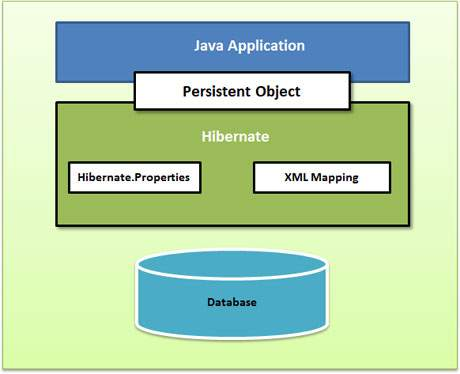 Java Application
Persistent Object
Hibernate
Hibernate.Properties
XML Mapping
Database